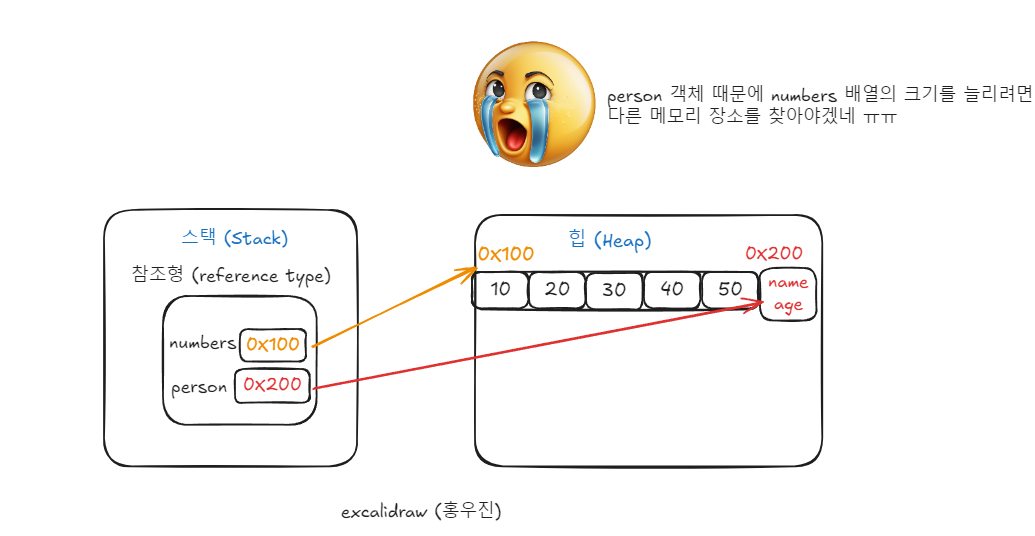 person 객체 때문에 numbers 배열의 크기를 늘리려면
다른 메모리 장소를 찾아야겠네 ㅠㅠ
스택 (Stack)
참조형 (reference type)
numbers 0x100
person 0x200
힙 (Heap)
0x100
0x200
10 20 30 40 50
name
age
excalidraw (홍우진)